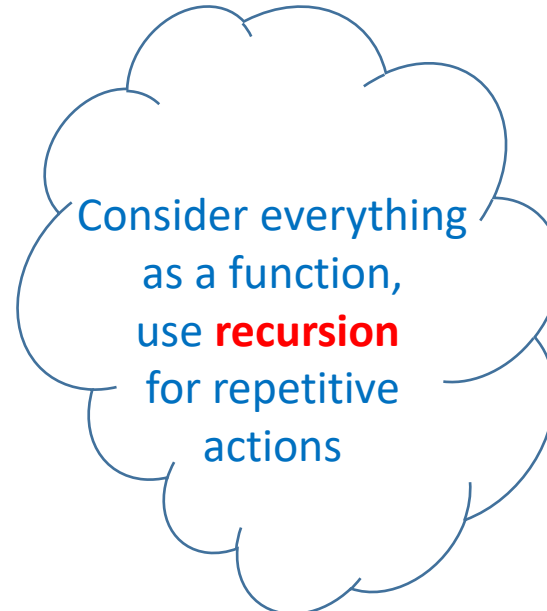 Consider everything
as a function,
use recursion
for repetitive
actions